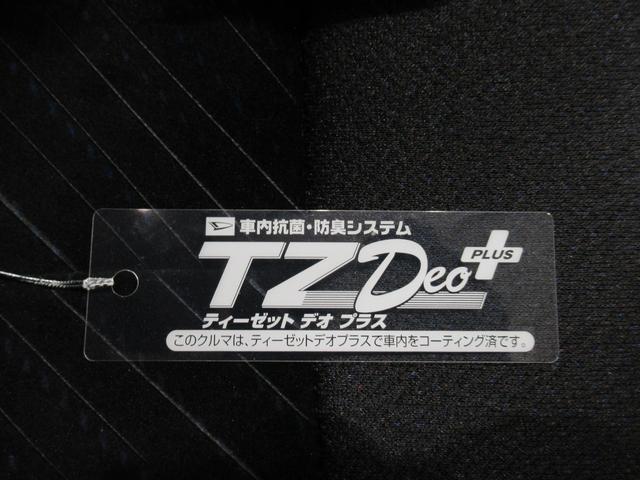 車内抗菌・防臭システム
TZ Deo PLUS
ティーゼット デオ プラス
このクルマは、ティーゼットデオプラスで車内をコーティング済です。